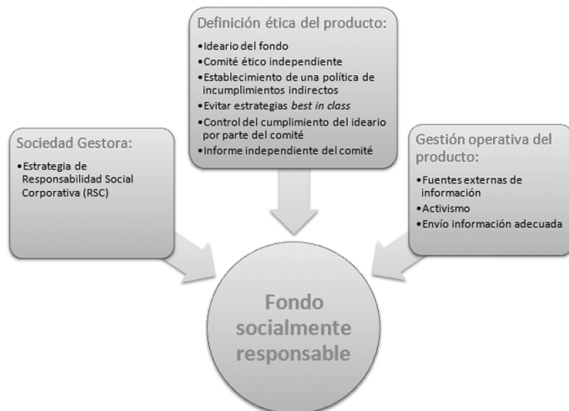 Definición ética del producto:
•Ideario del fondo
•Comité ético independiente
•Establecimiento de una política de
incumplimientos indirectos
•Evitar estrategias best in class
•Control del cumplimiento del ideario
por parte del comité
•Informe independiente del comité
Sociedad Gestora:
•Estrategia de
Responsabilidad Social
Corporativa (RSC)
Gestión operativa del
producto:
•Fuentes externas de
información
•Activismo
•Envío información adecuada
Fondo
socialmente
responsable